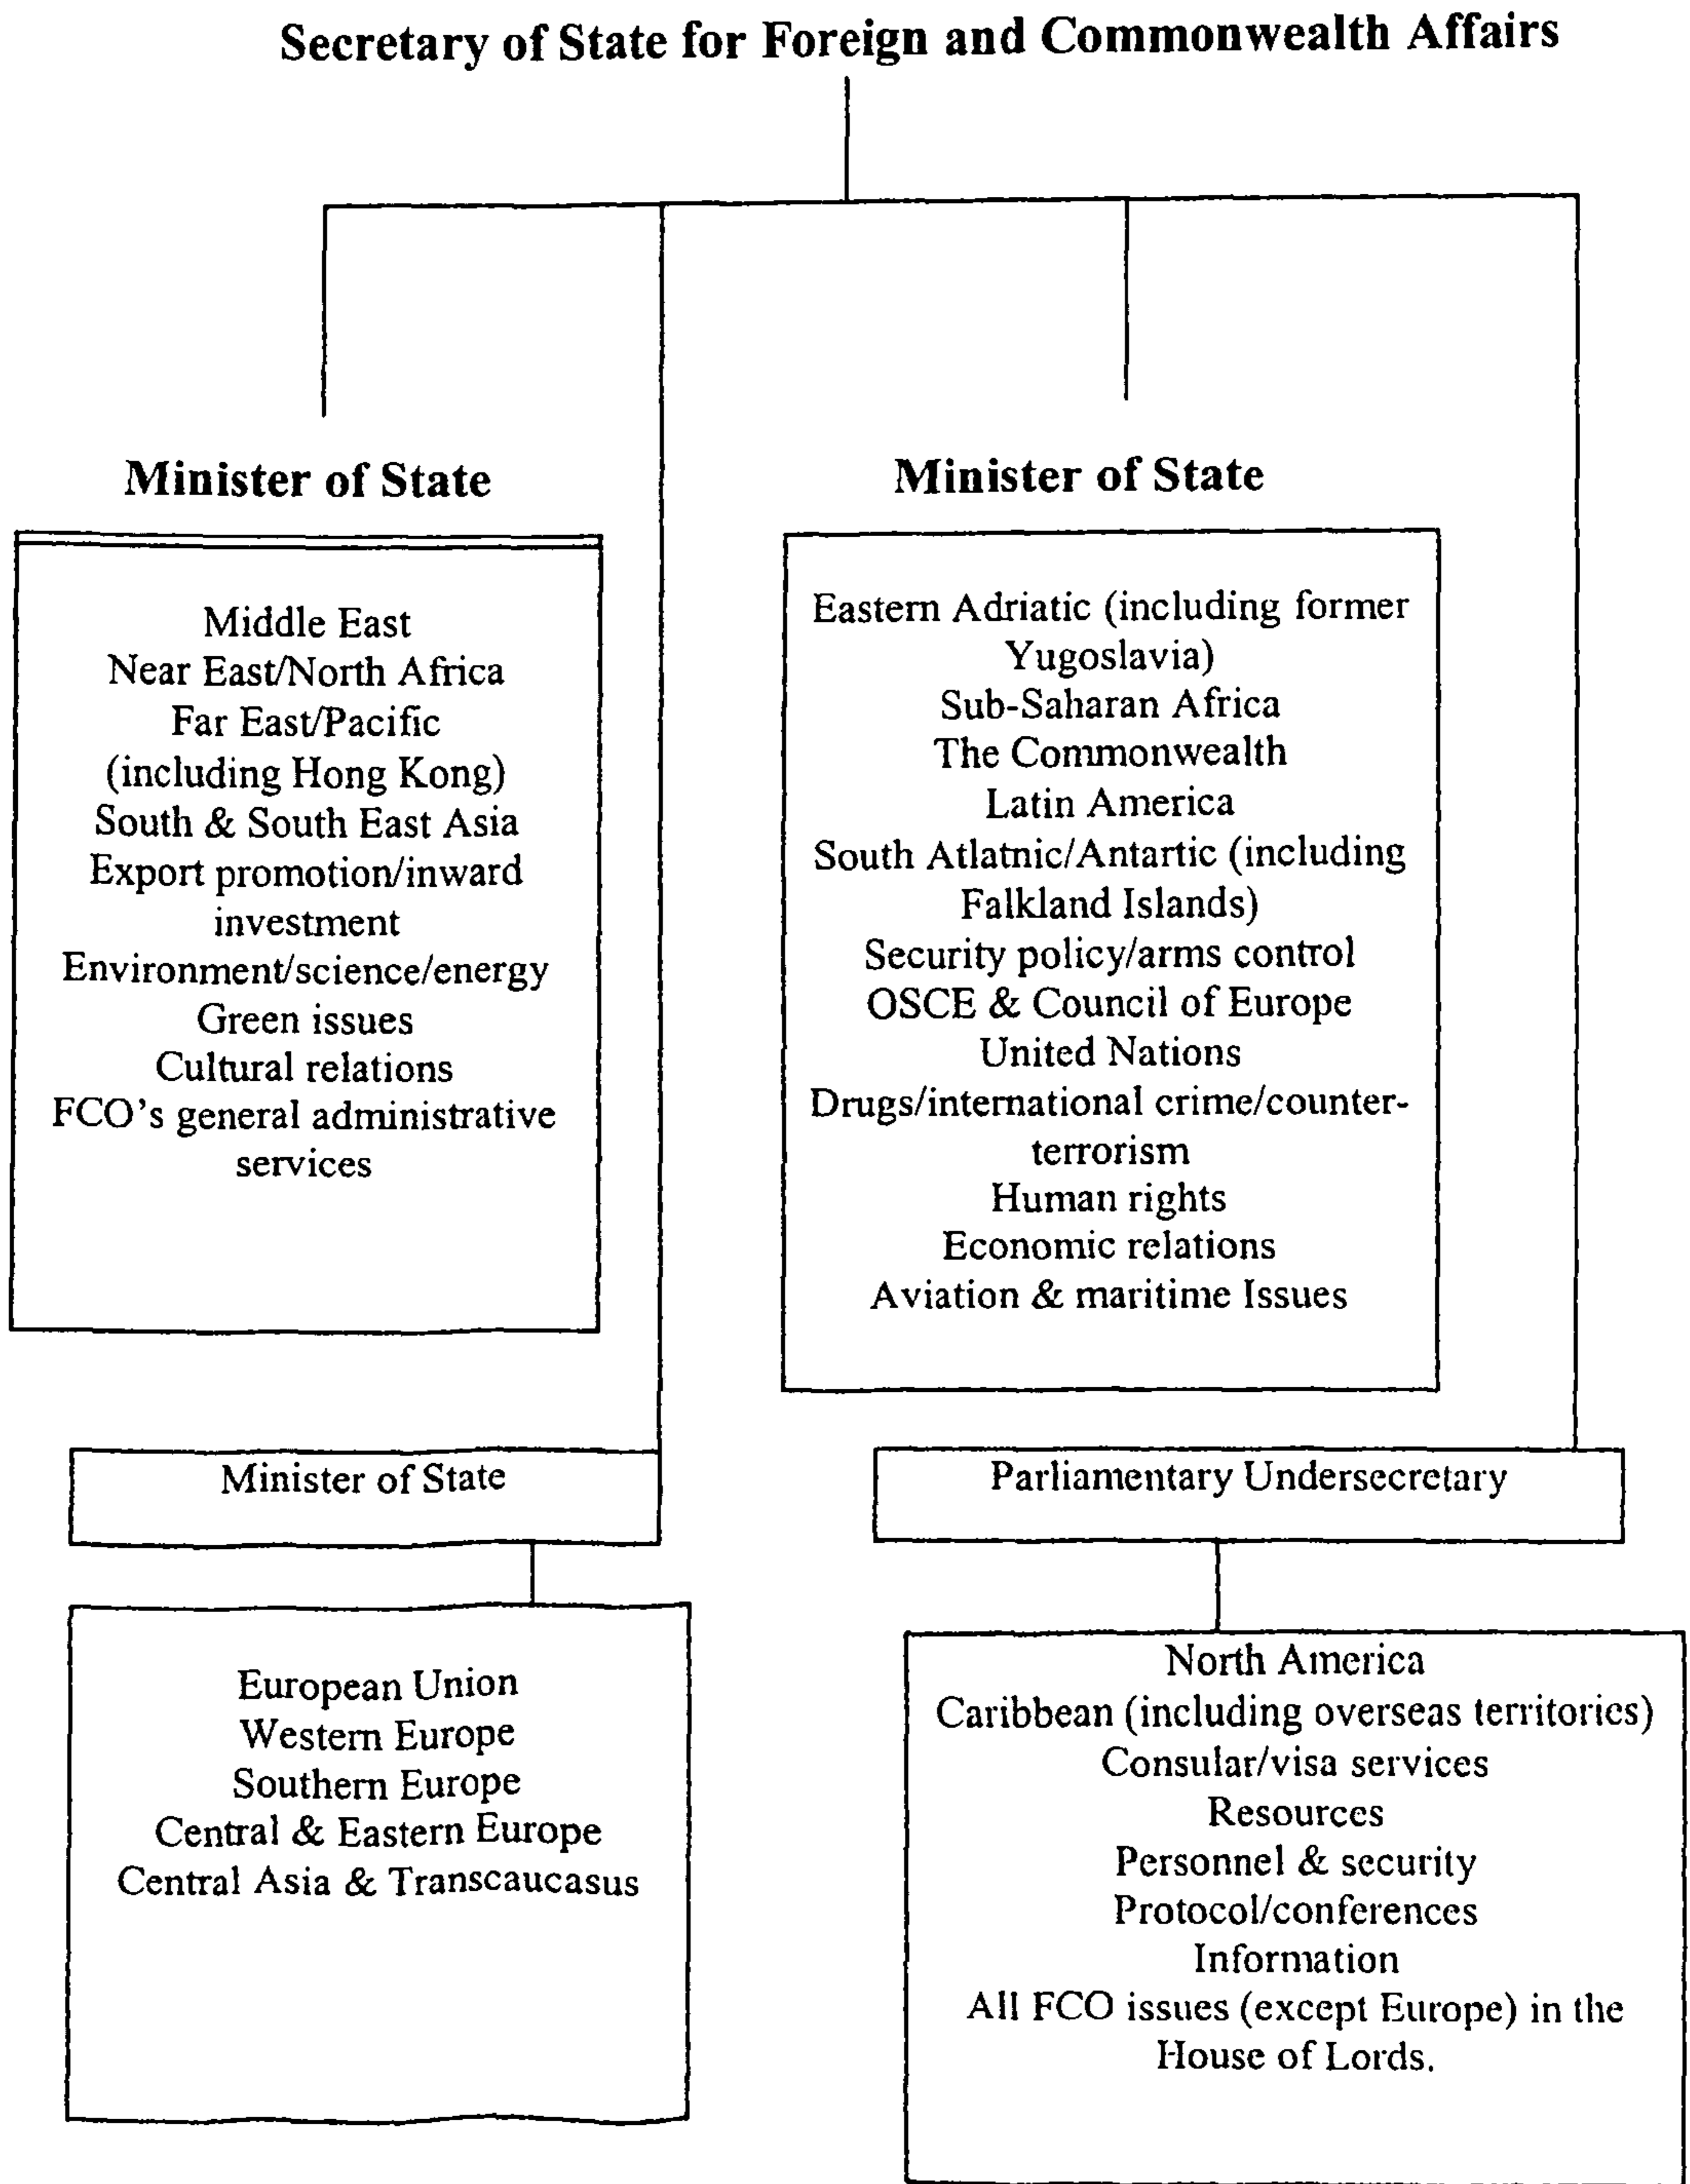 Secretary of State for Foreign and Commonwealth Affairs
Minister of State
Middle East
Near East/North Africa
Far East/Pacific
(including Hong Kong)
South & South East Asia
Export promotion/inward
investment
Environment/science/energy
Green issues
Cultural relations
FCO's general administrative
services
Minister of State
Eastern Adriatic (including former
Yugoslavia)
Sub-Saharan Africa
The Commonwealth
Latin America
South Atlatnic/Antartic (including
Falkland Islands)
Security policy/arms control
OSCE & Council of Europe
United Nations
Drugs/international crime/counter-
terrorism
Human rights
Economic relations
Aviation & maritime Issues
Minister of State
European Union
Western Europe
Southern Europe
Central & Eastern Europe
Central Asia & Transcaucasus
Parliamentary Undersecretary
North America
Caribbean (including overseas territories)
Consular/visa services
Resources
Personnel & security
Protocol/conferences
Information
All FCO issues (except Europe) in the
House of Lords.